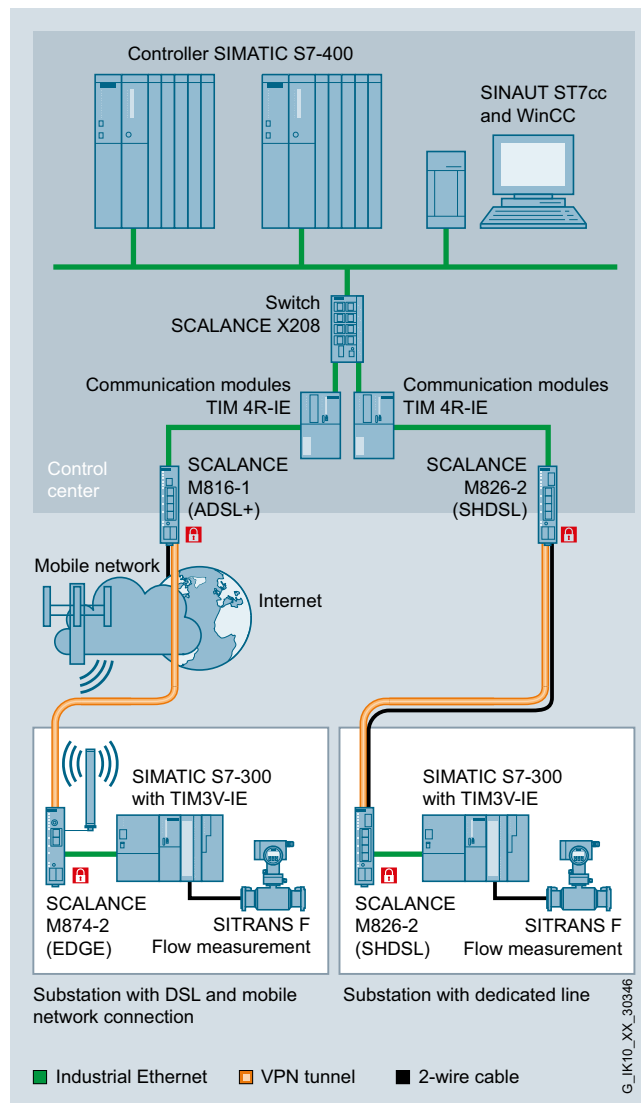 Controller SIMATIC S7-400
SINAUT ST7cc
and WinCC
Switch
SCALANCE X208
Communication modules
TIM 4R-IE
Communication modules
TIM 4R-IE
Control
center
SCALANCE
M816-1
(ADSL+)
SCALANCE
M826-2
(SHDSL)
Mobile network
Internet
SIMATIC S7-300
with TIM3V-IE
SCALANCE
M874-2
(EDGE)
SITRANS F
Flow measurement
SIMATIC S7-300
with TIM3V-IE
SCALANCE
M826-2
(SHDSL)
SITRANS F
Flow measurement
Substation with DSL and mobile
network connection
Substation with dedicated line
Industrial Ethernet
VPN tunnel
2-wire cable
G_IK10_XX_30346